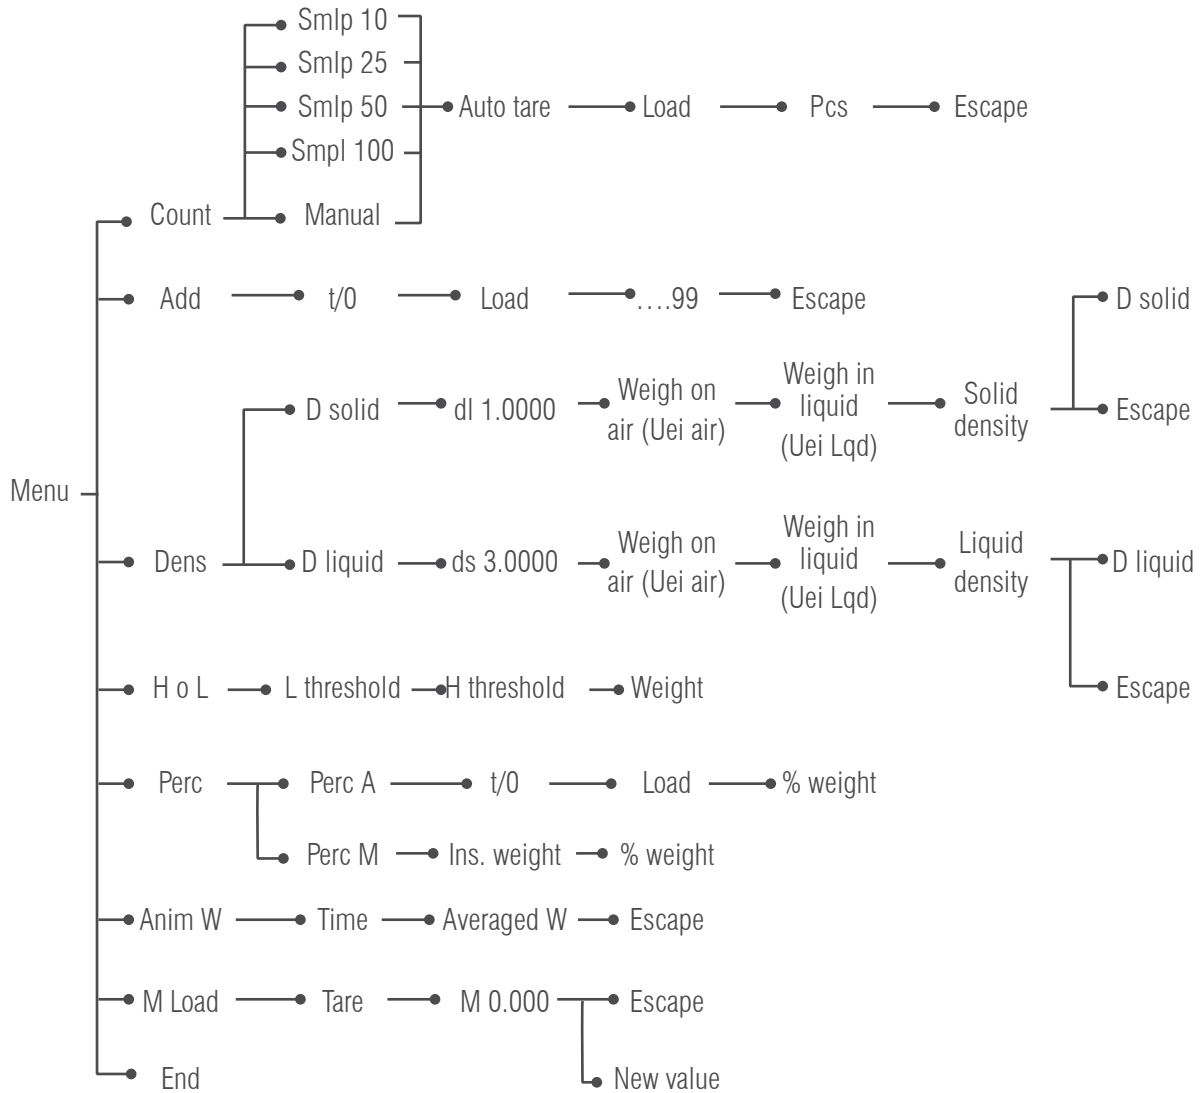 Smlp 10
Smlp 25
Smlp 50
Auto tare
Load
Pcs
Escape
Smpl 100
Count
Manual
Add
t/0
Load
....99
Escape
D solid
D solid
dl 1.0000
Weigh on
air (Uei air)
Weigh in
liquid
(Uei Lqd)
Solid
density
Escape
Menu
Dens
D liquid
ds 3.0000
Weigh on
air (Uei air)
Weigh in
liquid
(Uei Lqd)
Liquid
density
D liquid
Escape
H o L
L threshold
H threshold
Weight
Perc
Perc A
t/0
Load
% weight
Perc M
Ins. weight
% weight
Anim W
Time
Averaged W
Escape
M Load
Tare
M 0.000
Escape
End
New value